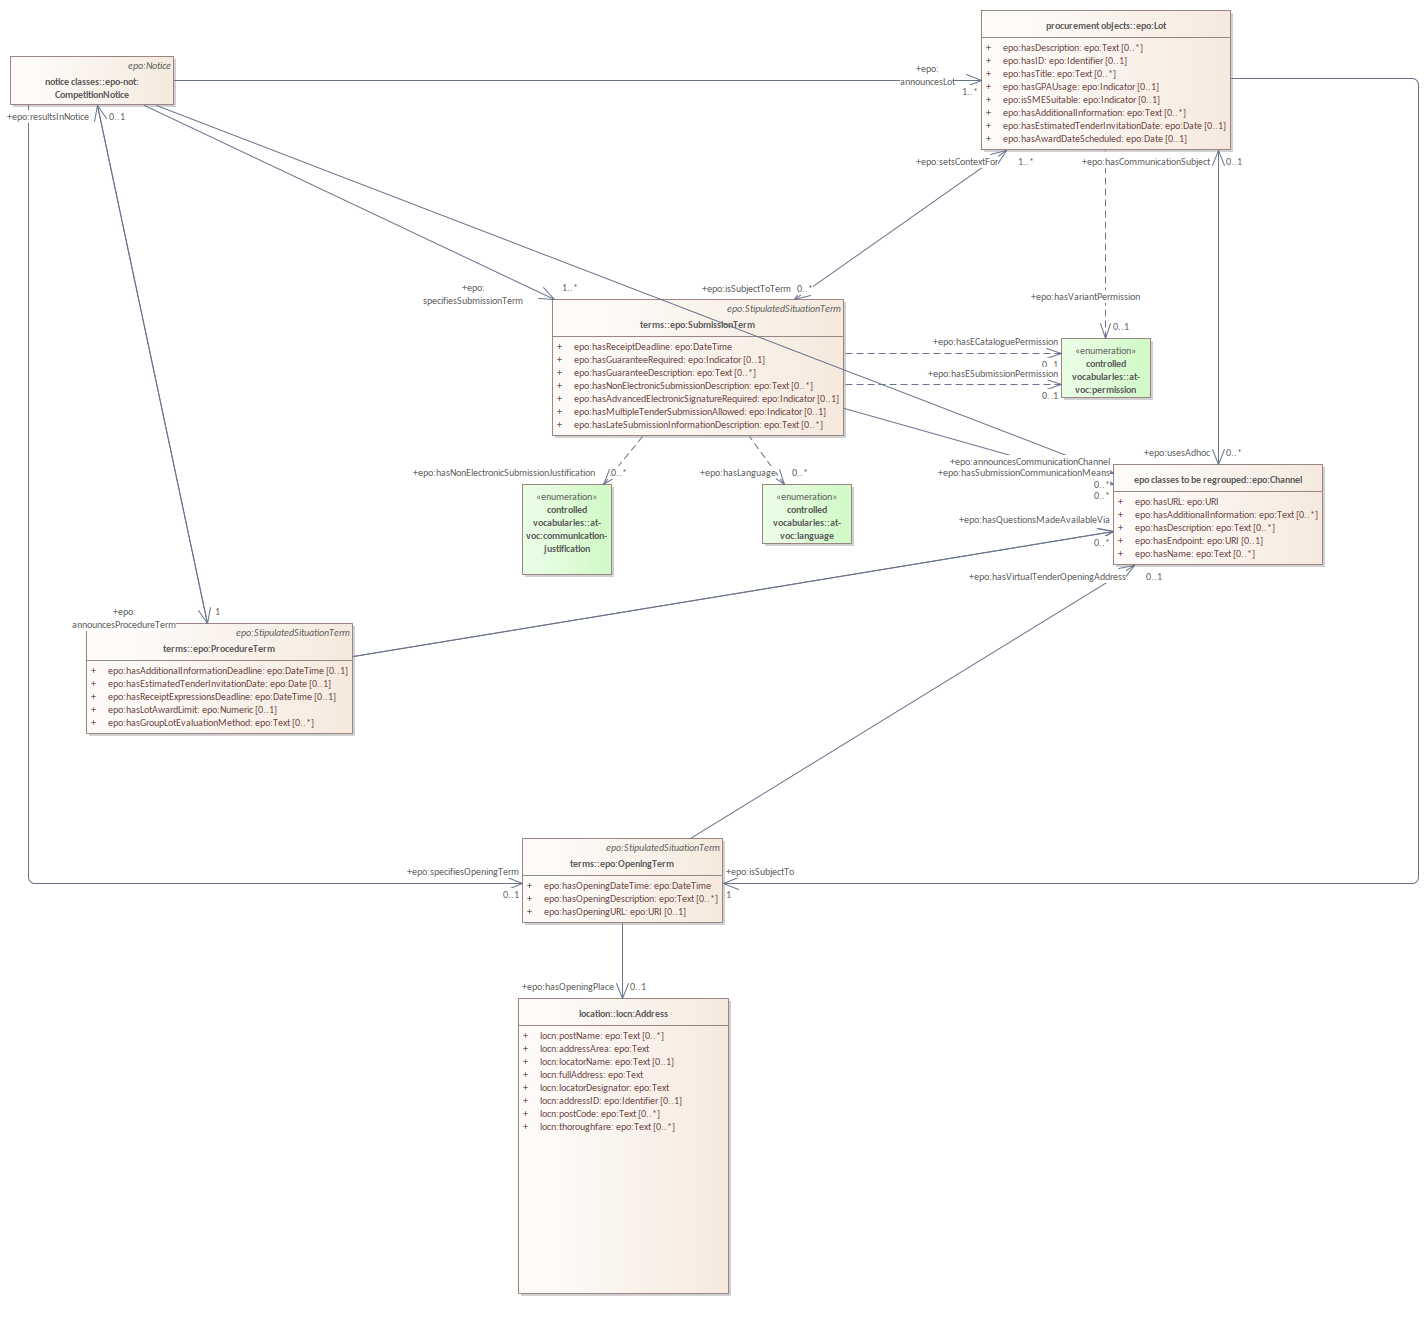 procurement objects::epo:Lot
+ epo:hasDescription: epo:Text [0..*]
+ epo:hasID: epo:Identifier [0..1]
+ epo:hasTitle: epo:Text [0..*]
+ epo:hasGPAUsage: epo:Indicator [0..1]
+ epo:isSMESuitable: epo:Indicator [0..1]
+ epo:hasAdditionalInformation: epo:Text [0..*]
+ epo:hasEstimatedTenderInvitationDate: epo:Date [0..1]
+ epo:hasAwardDateScheduled: epo:Date [0..1]
epo:Notice
notice classes::epo-not:
CompetitionNotice
+epo:
announcesLot
1..*
+epo:resultsInNotice
0..1
+epo:setsContextFor
1..*
+epo:hasCommunicationSubject
0..1
+epo:
specifiesSubmissionTerm
1..*
+epo:isSubjectToTerm
0..*
+epo:hasVariantPermission
0..1
epo:StipulatedSituationTerm
terms::epo:SubmissionTerm
+ epo:hasReceiptDeadline: epo:DateTime
+ epo:hasGuaranteeRequired: epo:Indicator [0..1]
+ epo:hasGuaranteeDescription: epo:Text [0..*]
+ epo:hasNonElectronicSubmissionDescription: epo:Text [0..*]
+ epo:hasAdvancedElectronicSignatureRequired: epo:Indicator [0..1]
+ epo:hasMultipleTenderSubmissionAllowed: epo:Indicator [0..1]
+ epo:hasLateSubmissionInformationDescription: epo:Text [0..*]
+epo:hasECataloguePermission
0..1
+epo:hasESubmissionPermission
0..1
«enumeration»
controlled
vocabularies::at-
voc:permission
+epo:hasNonElectronicSubmissionJustification
0..*
+epo:hasLanguage
0..*
«enumeration»
controlled
vocabularies::at-
voc:communication-
justification
«enumeration»
controlled
vocabularies::at-
voc:language
+epo:usesAdhoc
0..*
+epo:announcesCommunicationChannel
+epo:hasSubmissionCommunicationMeans
0..*
0..*
+epo:hasQuestionsMadeAvailableVia
0..*
+epo:hasVirtualTenderOpeningAddress
0..1
epo classes to be regrouped::epo:Channel
+ epo:hasURL: epo:URI
+ epo:hasAdditionalInformation: epo:Text [0..*]
+ epo:hasDescription: epo:Text [0..*]
+ epo:hasEndpoint: epo:URI [0..1]
+ epo:hasName: epo:Text [0..*]
+epo:
announcesProcedureTerm
1
epo:StipulatedSituationTerm
terms::epo:ProcedureTerm
+ epo:hasAdditionalInformationDeadline: epo:DateTime [0..1]
+ epo:hasEstimatedTenderInvitationDate: epo:Date [0..1]
+ epo:hasReceiptExpressionsDeadline: epo:DateTime [0..1]
+ epo:hasLotAwardLimit: epo:Numeric [0..1]
+ epo:hasGroupLotEvaluationMethod: epo:Text [0..*]
+epo:specifiesOpeningTerm
0..1
epo:StipulatedSituationTerm
terms::epo:OpeningTerm
+ epo:hasOpeningDateTime: epo:DateTime
+ epo:hasOpeningDescription: epo:Text [0..*]
+ epo:hasOpeningURL: epo:URI [0..1]
+epo:isSubjectTo
1
+epo:hasOpeningPlace
0..1
location::locn:Address
+ locn:postName: epo:Text [0..*]
+ locn:addressArea: epo:Text
+ locn:locatorName: epo:Text [0..1]
+ locn:fullAddress: epo:Text
+ locn:locatorDesignator: epo:Text
+ locn:addressID: epo:Identifier [0..1]
+ locn:postCode: epo:Text [0..*]
+ locn:thoroughfare: epo:Text [0..*]